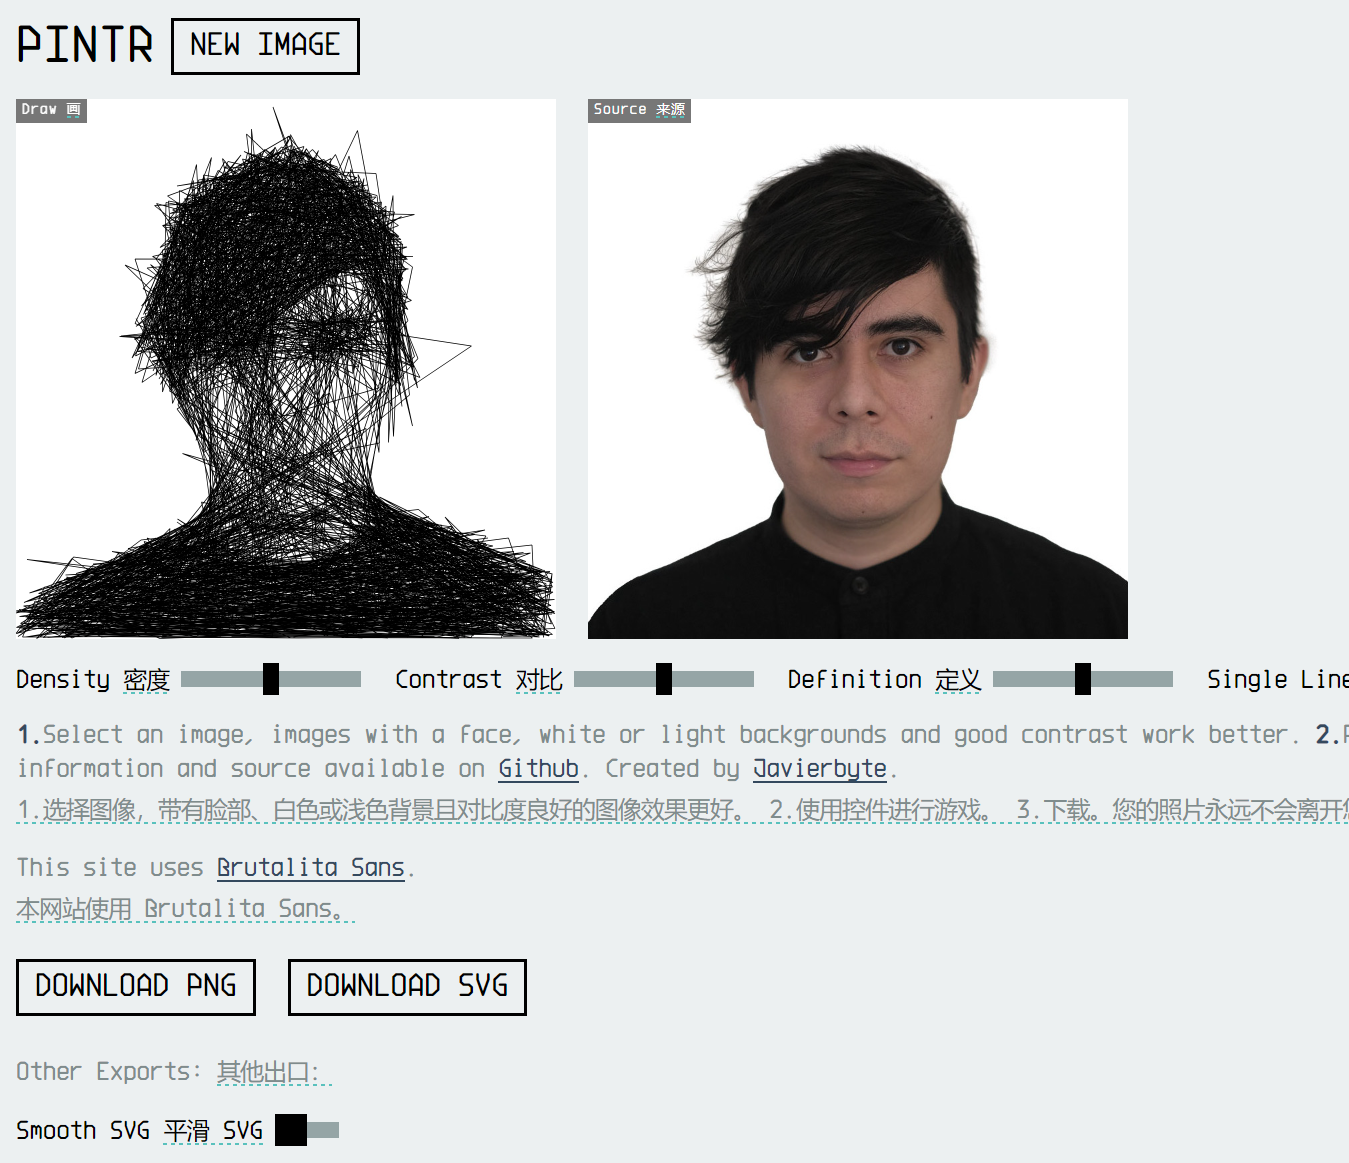 PINTR NEW IMAGE
Draw 画 Source 来源
Density 密度 Contrast 对比 Definition 定义 Single Line
1.Select an image, images with a face, white or light backgrounds and good contrast work better. 2.
information and source available on Github. Created by Javierbyte.
1.选择图像，带有脸部、白色或浅色背景且对比度良好的图像效果更好。 2.使用控件进行游戏。 3.下载。您的照片永远不会离开
This site uses Brutalita Sans.
本网站使用 Brutalita Sans。
DOWNLOAD PNG DOWNLOAD SVG
Other Exports: 其他出口：
Smooth SVG 平滑 SVG